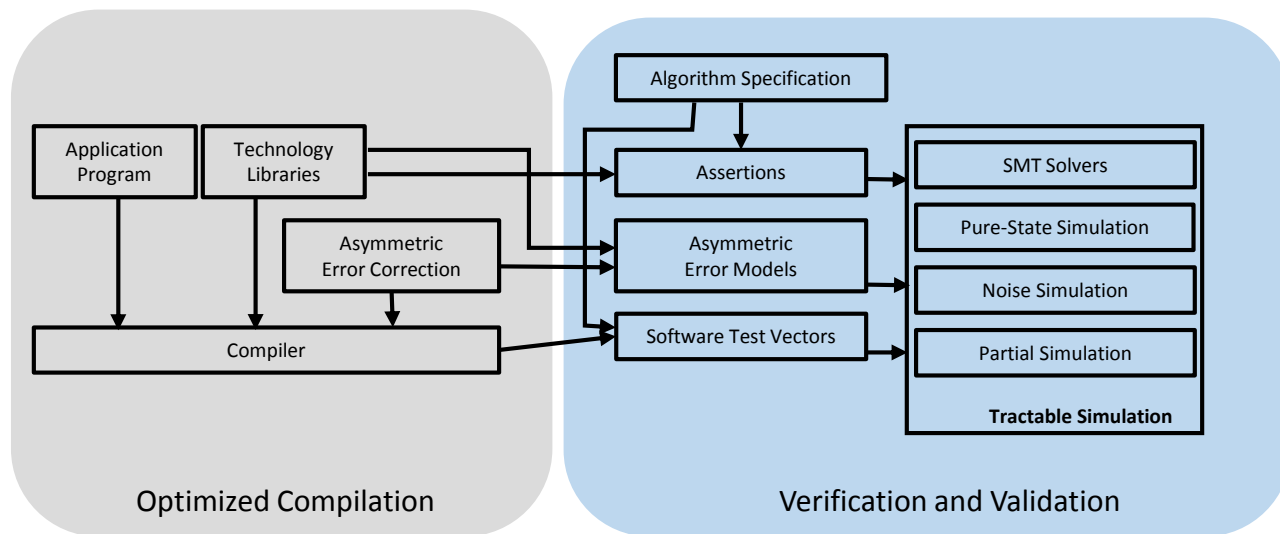 Algorithm Specification
Application
Program
Technology
Libraries
Assertions
SMT Solvers
Pure-State Simulation
Asymmetric
Error Correction
Asymmetric
Error Models
Noise Simulation
Compiler
Software Test Vectors
Partial Simulation
Tractable Simulation
Optimized Compilation
Verification and Validation